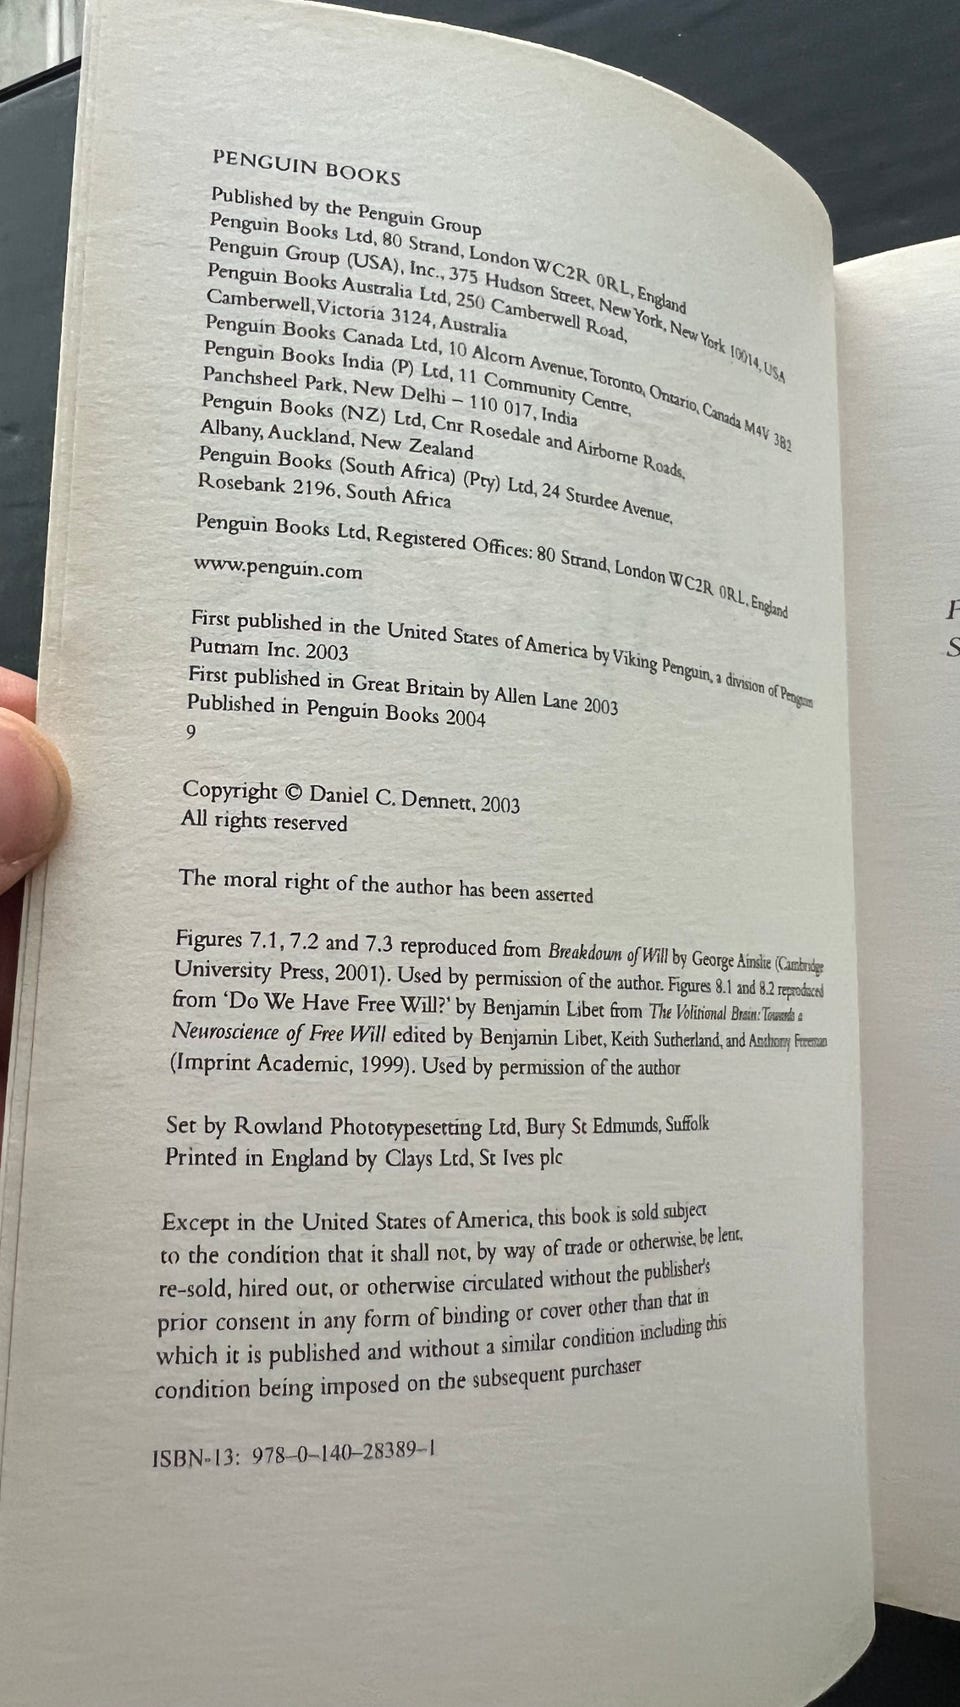 PENGUIN BOOKS
Published by the Penguin Group
Penguin Books Ltd, 80 Strand, London WC2R 0RL, England
Penguin Group (USA), Inc., 375 Hudson Street, New York, New York 10014, USA
Penguin Books Australia Ltd, 250 Camberwell Road,
Camberwell, Victoria 3124, Australia
Penguin Books Canada Ltd, 10 Alcorn Avenue, Toronto, Ontario, Canada M4V 3B2
Penguin Books India (P) Ltd, 11 Community Centre,
Panchsheel Park, New Delhi – 110 017, India
Penguin Books (NZ) Ltd, Cnr Rosedale and Airborne Roads,
Albany, Auckland, New Zealand
Penguin Books (South Africa) (Pty) Ltd, 24 Sturdee Avenue,
Rosebank 2196, South Africa
Penguin Books Ltd, Registered Offices: 80 Strand, London WC2R 0RL, England
www.penguin.com
First published in the United States of America by Viking Penguin, a division of Penguin
Putnam Inc. 2003
First published in Great Britain by Allen Lane 2003
Published in Penguin Books 2004
9
Copyright © Daniel C. Dennett, 2003
All rights reserved
The moral right of the author has been asserted
Figures 7.1, 7.2 and 7.3 reproduced from Breakdown of Will by George Ainslie (Cambridge
University Press, 2001). Used by permission of the author. Figures 8.1 and 8.2 reproduced
from ‘Do We Have Free Will?’ by Benjamin Libet from The Volitional Brain: Towards a
Neuroscience of Free Will edited by Benjamin Libet, Keith Sutherland, and Anthony Freeman
(Imprint Academic, 1999). Used by permission of the author
Set by Rowland Phototypesetting Ltd, Bury St Edmunds, Suffolk
Printed in England by Clays Ltd, St Ives plc
Except in the United States of America, this book is sold subject
to the condition that it shall not, by way of trade or otherwise, be lent,
re-sold, hired out, or otherwise circulated without the publisher's
prior consent in any form of binding or cover other than that in
which it is published and without a similar condition including this
condition being imposed on the subsequent purchaser
ISBN-13: 978–0–140–28389–1